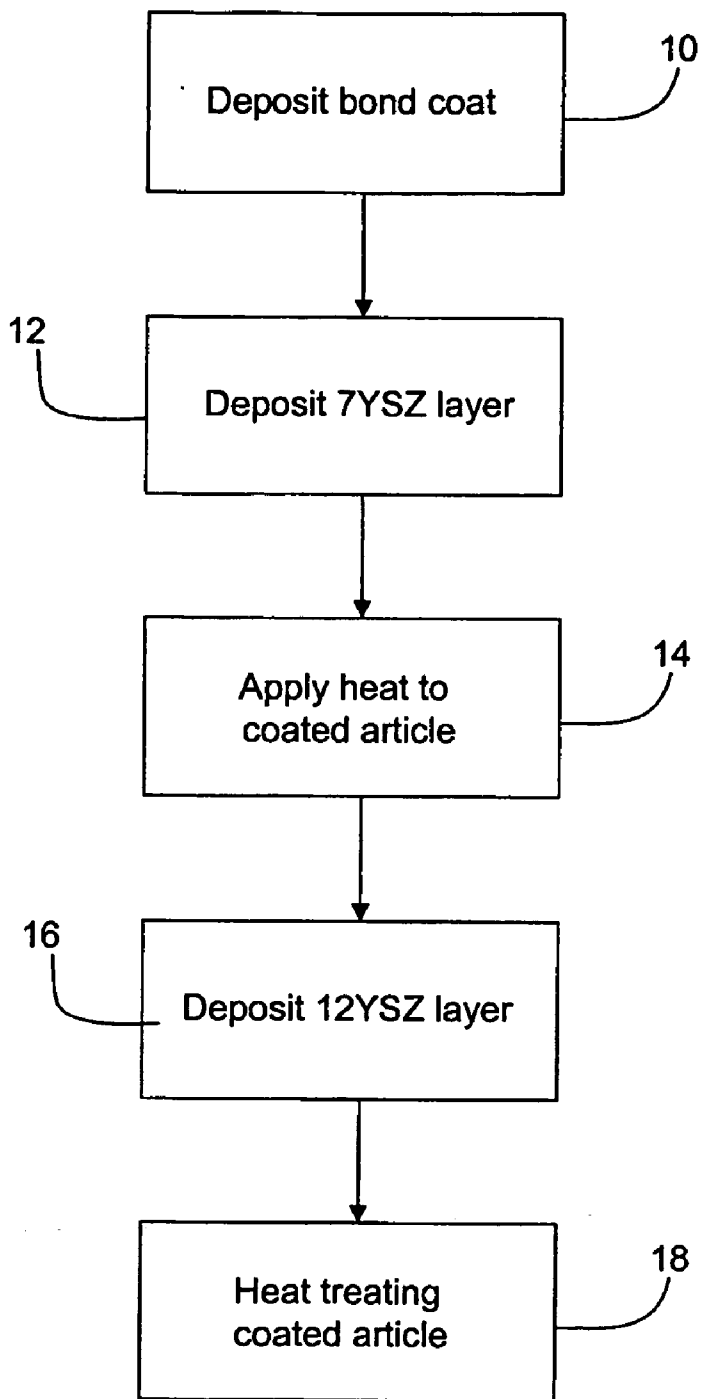 Deposit bond coat
10
12
Deposit 7YSZ layer
14
Apply heat to
coated article
16
Deposit 12YSZ layer
18
Heat treating
coated article